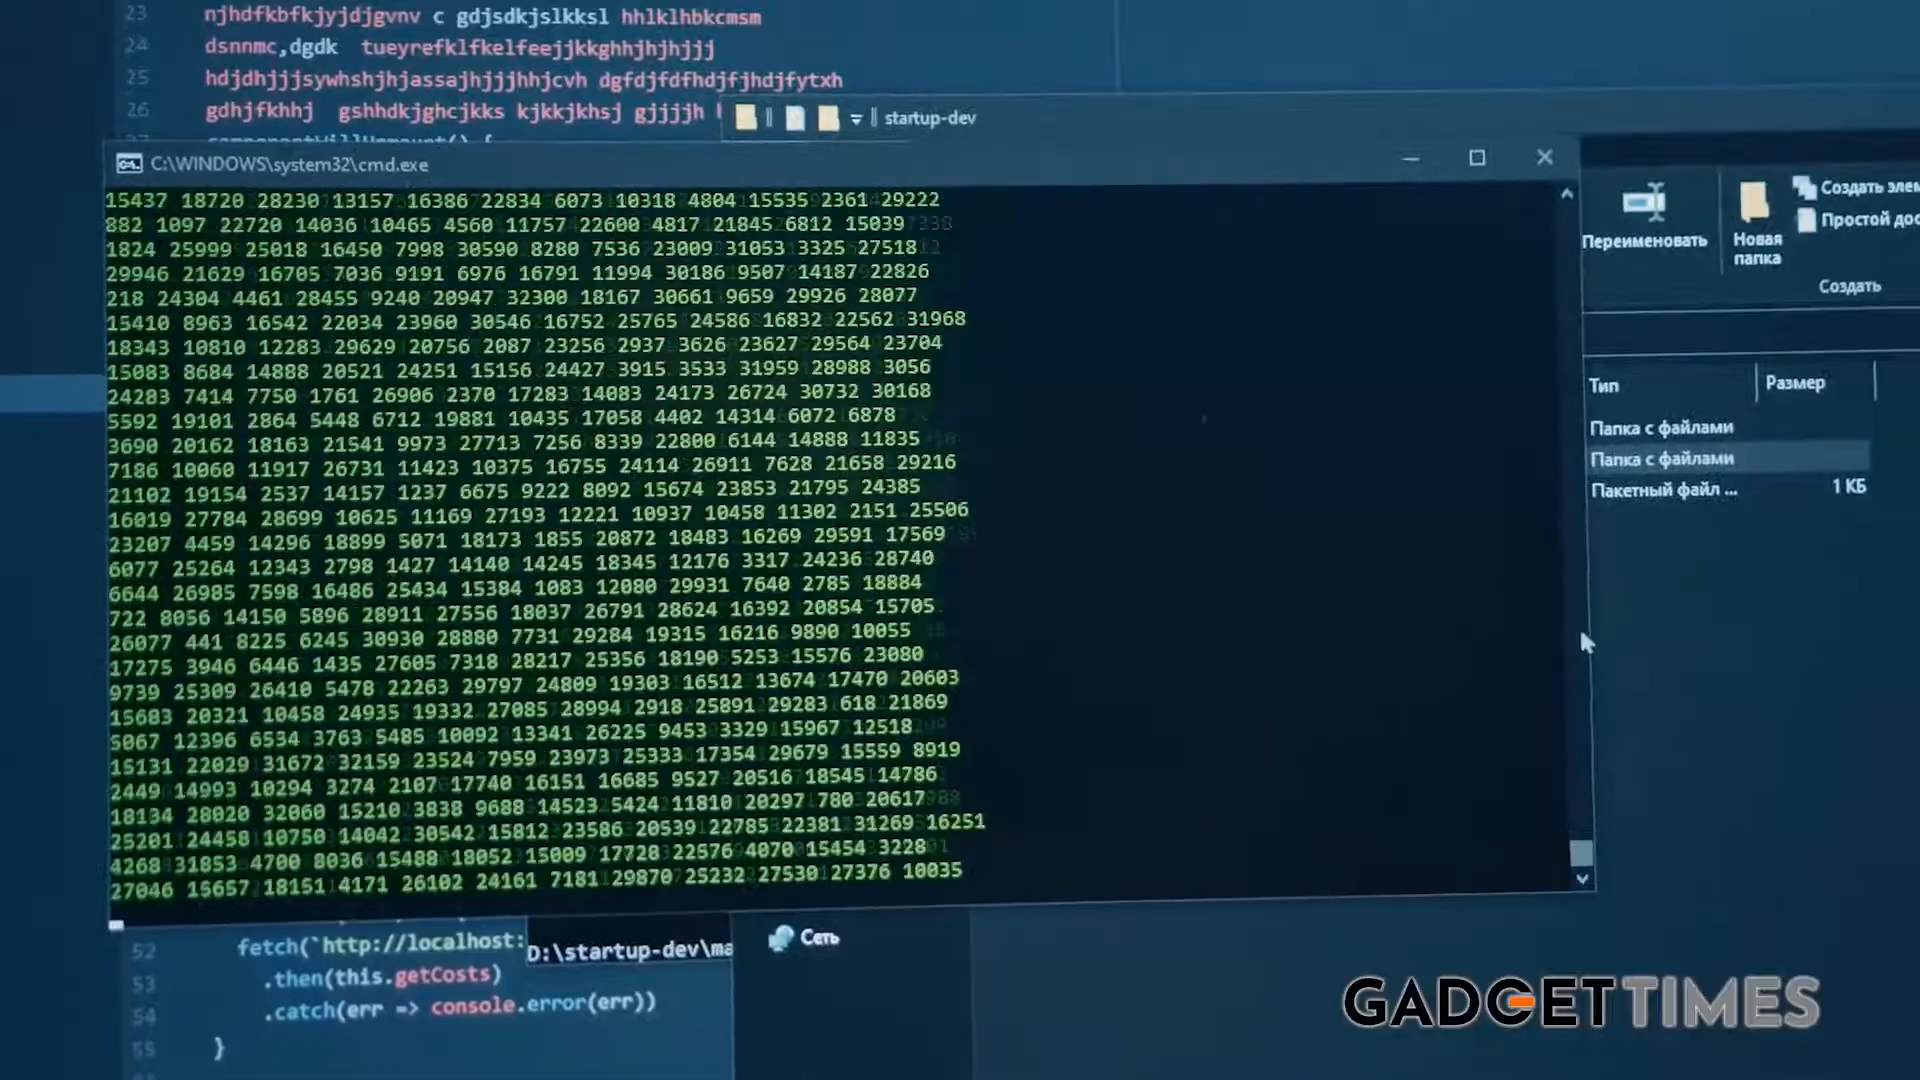 23 njhdfkbfkjyjdjgvnv c gdjsdkjslkksl hhlklhbkcmsm
24 dsnnmc,dgdk tueyrefklfkelfeejjkkghhjhjhjjj
25 hdjdhjjjsywhshjhjassajhjjjhhjcvh dgfdjfdfhdjfjhdjfytxh
26 gdhjfkhhj gshhdkjghcjkks kjkkjkhsj gjjjjh
startup-dev
C:\WINDOWS\system32\cmd.exe
15437 18720 28230 13157 16386 22834 6073 10318 4804 15535 2361 29222
882 1097 22720 14036 10465 4560 11757 22600 4817 21845 6812 15039
1824 25999 25018 16450 7998 30590 8280 7536 23009 31053 3325 27518
29946 21629 16705 7036 9191 6976 16791 11994 30186 9507 14187 22826
218 24304 4461 28455 9240 20947 32300 18167 30661 9659 29926 28077
15410 8963 16542 22034 23960 30546 16752 25765 24586 16832 22562 31968
18343 10810 12283 29629 20756 2087 23256 2937 3626 23627 29564 23704
15083 8684 14888 20521 24251 15156 24427 3915 3533 31959 28988 3056
24283 7414 7750 1761 26906 2370 17283 14083 24173 26724 30732 30168
5592 19101 2864 5448 6712 19881 10435 17058 4402 14314 6072 6878
3690 20162 18163 21541 9973 27713 7256 8339 22800 6144 14888 11835
7186 10060 11917 26731 11423 10375 16755 24114 26911 7628 21658 29216
21102 19154 2537 14157 1237 6675 9222 8092 15674 23853 21795 24385
16019 27784 28699 10625 11169 27193 12221 10937 10458 11302 2151 25506
23207 4459 14296 18899 5071 18173 1855 20872 18483 16269 29591 17569
6077 25264 12343 2798 1427 14140 14245 18345 12176 3317 24236 28740
6644 26985 7598 16486 25434 15384 1083 12080 29931 7640 2785 18884
722 8056 14150 5896 28911 27556 18037 26791 28624 16392 20854 15705
26077 441 8225 6245 30930 28880 7731 29284 19315 16216 9890 10055
17275 3946 6446 1435 27605 7318 28217 25356 18190 5253 15576 23080
9739 25309 26410 5478 22263 29797 24809 19303 16512 13674 17470 20603
15603 20321 10458 24935 19332 27085 28994 2918 25891 29283 618 21869
5067 12396 6534 3763 5485 10092 13341 26225 9453 3329 15967 12518
15131 22029 31672 32159 23524 7959 23973 25333 17354 29679 15559 8919
2449 14993 10294 3274 2107 17740 16151 16685 9527 20516 18545 14786
18134 28020 32060 15210 3838 9688 14523 5424 11810 20297 780 20617
25201 24458 10750 14042 30542 15812 23586 20539 22785 22381 31269 16251
4268 31853 4700 8036 15488 18052 15009 17728 22576 4070 15454 3228
27046 15657 18151 4171 26102 24161 7181 29870 25232 27530 27376 10035
Переименовать
Новая
папка
Создать
Простой
Создать
Тип Размер
Папка с файлами
Папка с файлами
Пакетный файл ... 1 КБ
52 fetch(`http://localhost:
D:\startup-dev\ma
Сеть
53 .then(this.getCosts)
54 .catch(err => console.error(err))
55 }
GADGETTIMES